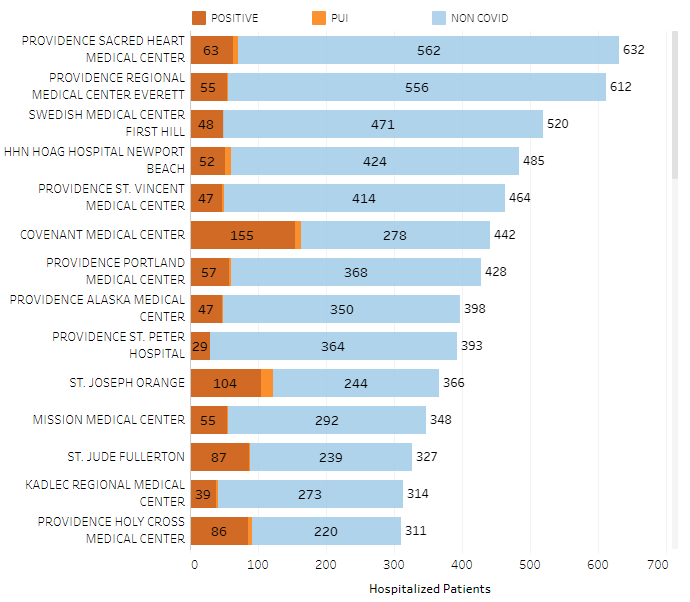 POSITIVE PUI NON COVID
PROVIDENCE SACRED HEART
MEDICAL CENTER
63 562 632
PROVIDENCE REGIONAL
MEDICAL CENTER EVERETT
55 556 612
SWEDISH MEDICAL CENTER
FIRST HILL
48 471 520
HHN HOAG HOSPITAL NEWPORT
BEACH
52 424 485
PROVIDENCE ST. VINCENT
MEDICAL CENTER
47 414 464
COVENANT MEDICAL CENTER 155 278 442
PROVIDENCE PORTLAND
MEDICAL CENTER
57 368 428
PROVIDENCE ALASKA MEDICAL
CENTER
47 350 398
PROVIDENCE ST. PETER
HOSPITAL
29 364 393
ST. JOSEPH ORANGE 104 244 366
MISSION MEDICAL CENTER 55 292 348
ST. JUDE FULLERTON 87 239 327
KADLEC REGIONAL MEDICAL
CENTER
39 273 314
PROVIDENCE HOLY CROSS
MEDICAL CENTER
86 220 311
0 100 200 300 400 500 600 700
Hospitalized Patients